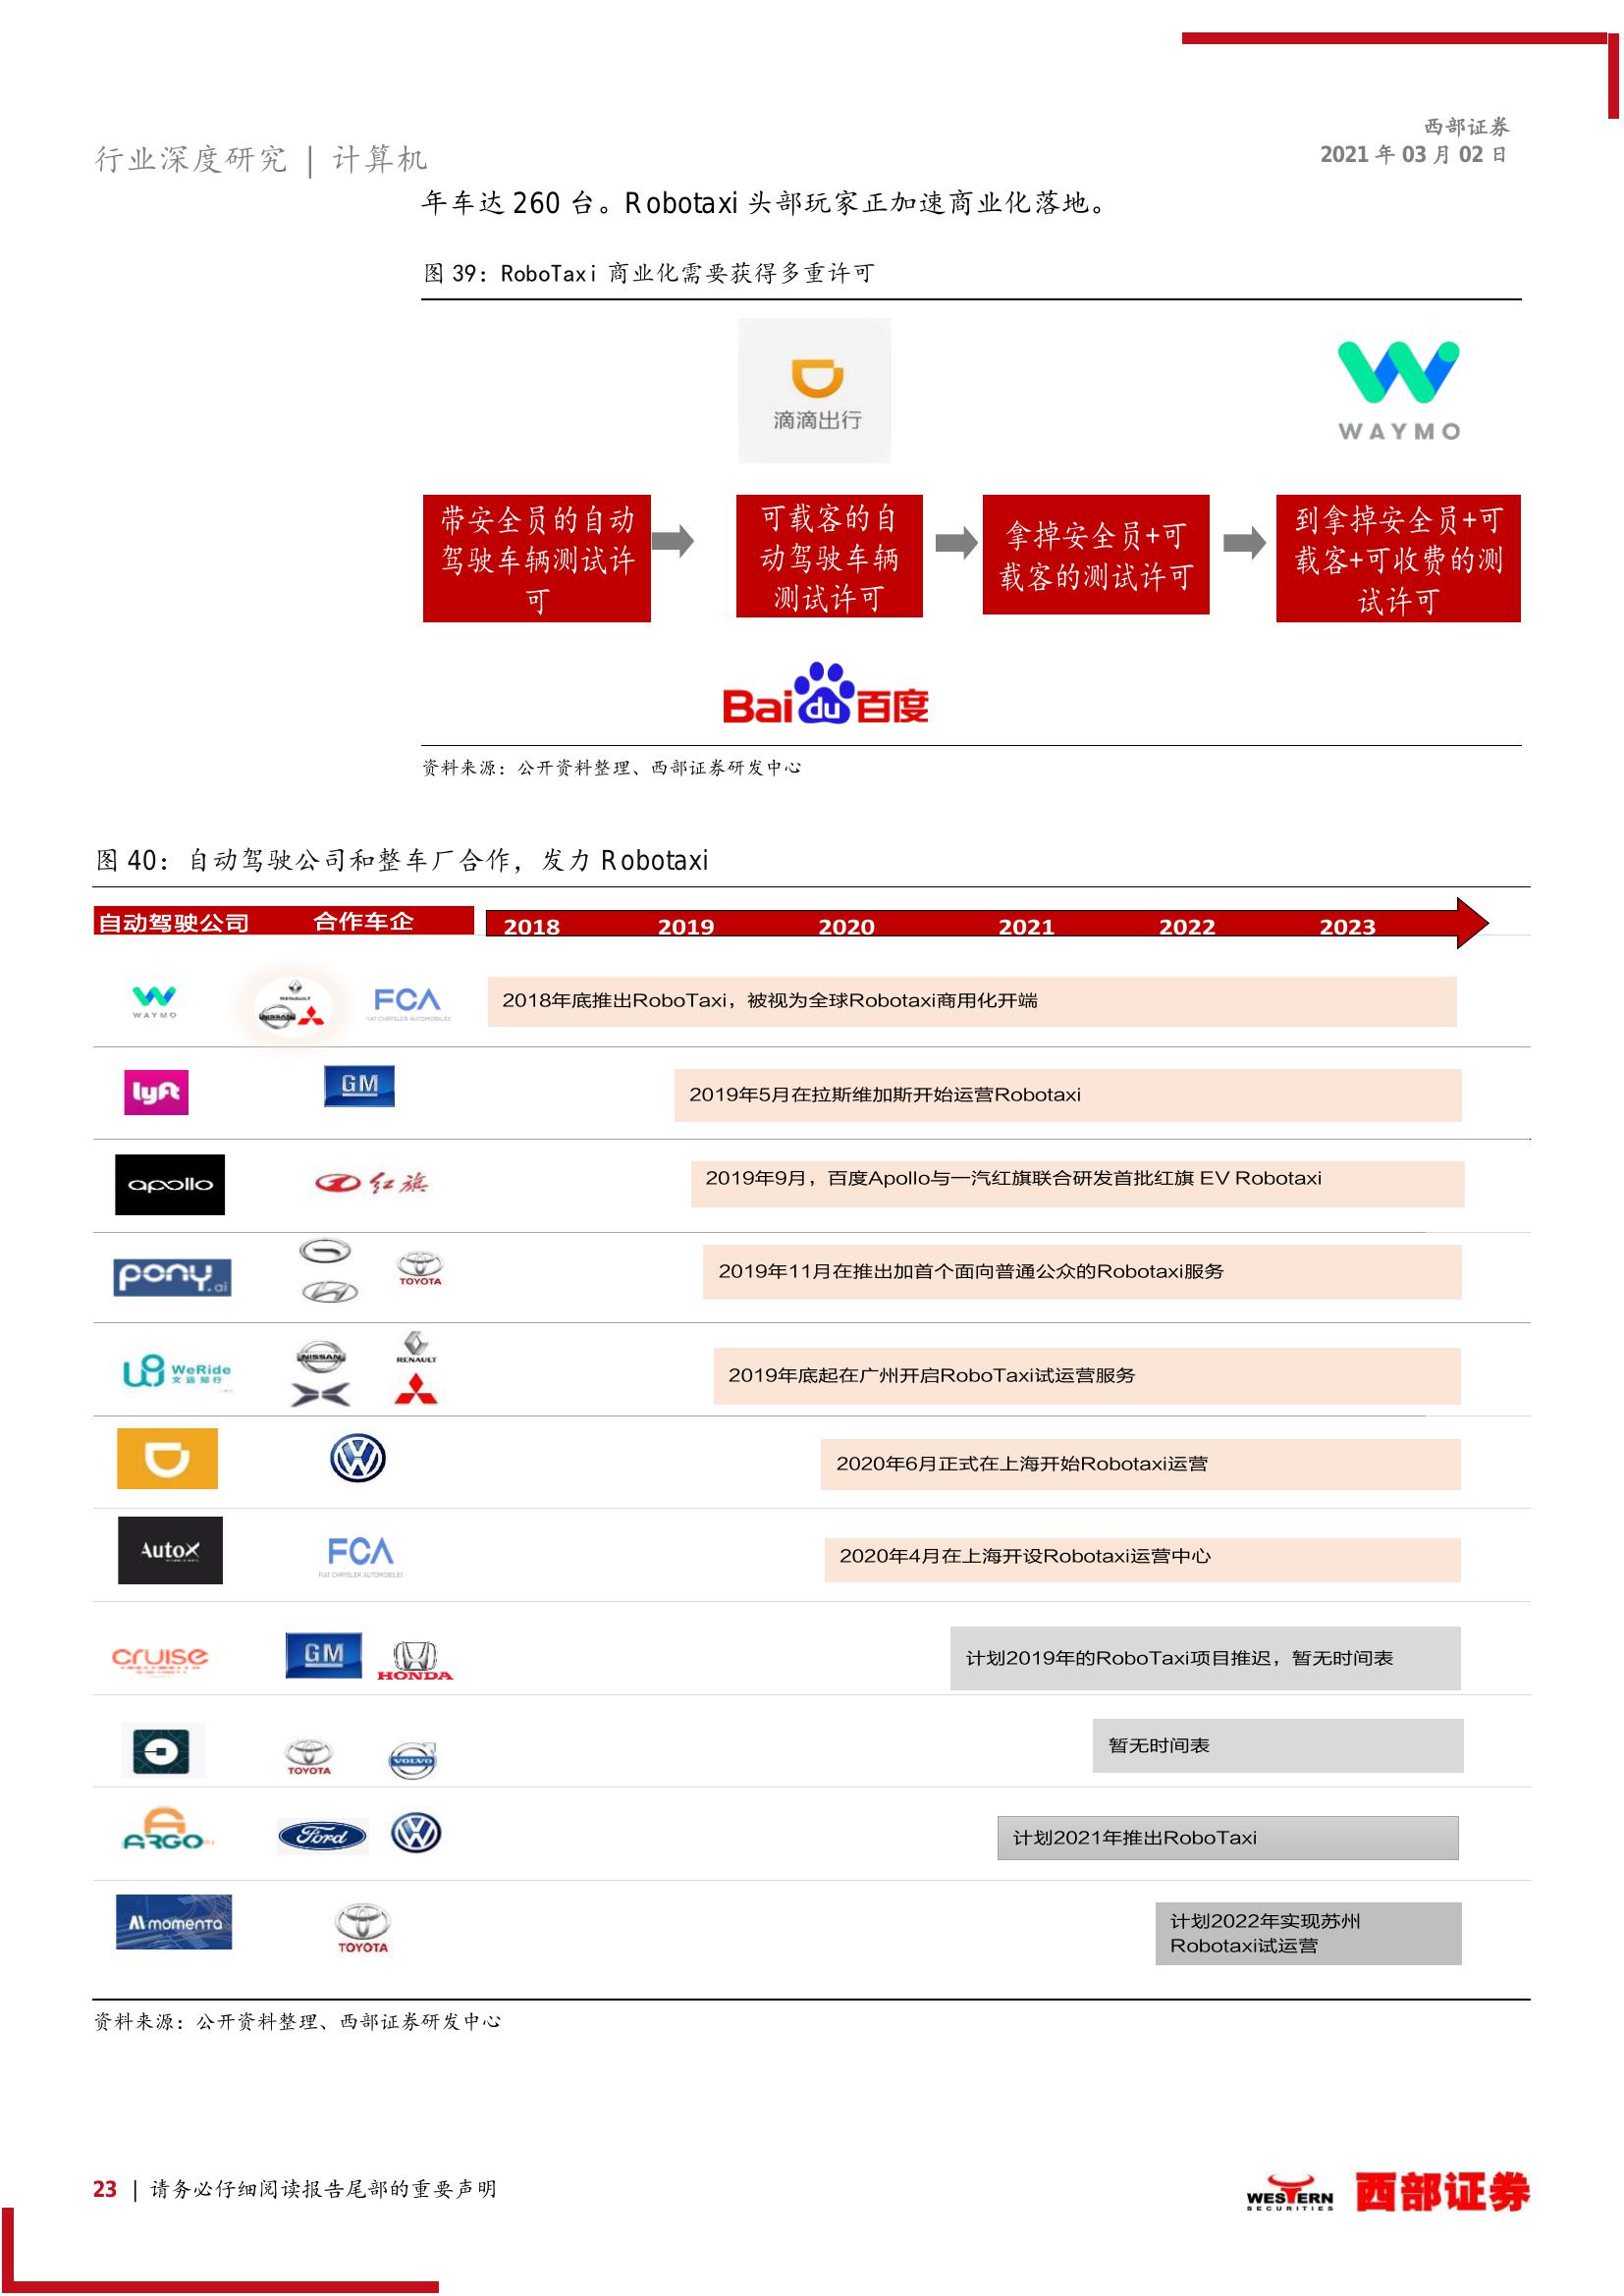 西部证券
2021 年 03 月 02 日
行业深度研究 | 计算机
年车达 260 台。Robotaxi 头部玩家正加速商业化落地。
图 39：RoboTaxi 商业化需要获得多重许可
滴滴出行
WAYMO
带安全员的自动
驾驶车辆测试许
可
可载客的自
动驾驶车辆
测试许可
拿掉安全员+可
载客的测试许可
到拿掉安全员+可
载客+可收费的测
试许可
Bai du 百度
资料来源：公开资料整理、西部证券研发中心
图 40：自动驾驶公司和整车厂合作，发力 Robotaxi
自动驾驶公司 合作车企 2018 2019 2020 2021 2022 2023
WAYMO
RENAULT
NISSAN
FCA
FIAT CHRYSLER AUTOMOBILES
2018年底推出RoboTaxi，被视为全球Robotaxi商用化开端
lyft
GM
2019年5月在拉斯维加斯开始运营Robotaxi
apollo
红旗
2019年9月，百度Apollo与一汽红旗联合研发首批红旗 EV Robotaxi
pony.ai
TOYOTA
2019年11月在推出加首个面向普通公众的Robotaxi服务
WeRide
文远知行
NISSAN
RENAULT
2019年底起在广州开启RoboTaxi试运营服务
2020年6月正式在上海开始Robotaxi运营
AutoX
FCA
FIAT CHRYSLER AUTOMOBILES
2020年4月在上海开设Robotaxi运营中心
cruise
GM
HONDA
计划2019年的RoboTaxi项目推迟，暂无时间表
TOYOTA
VOLVO
暂无时间表
ARGO
Ford
计划2021年推出RoboTaxi
momenta
TOYOTA
计划2022年实现苏州
Robotaxi试运营
资料来源：公开资料整理、西部证券研发中心
23 | 请务必仔细阅读报告尾部的重要声明
WESTERN
SECURITIES
西部证券